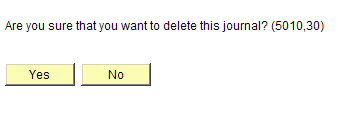 Are you sure that you want to delete this journal? (5010,30)
Yes No